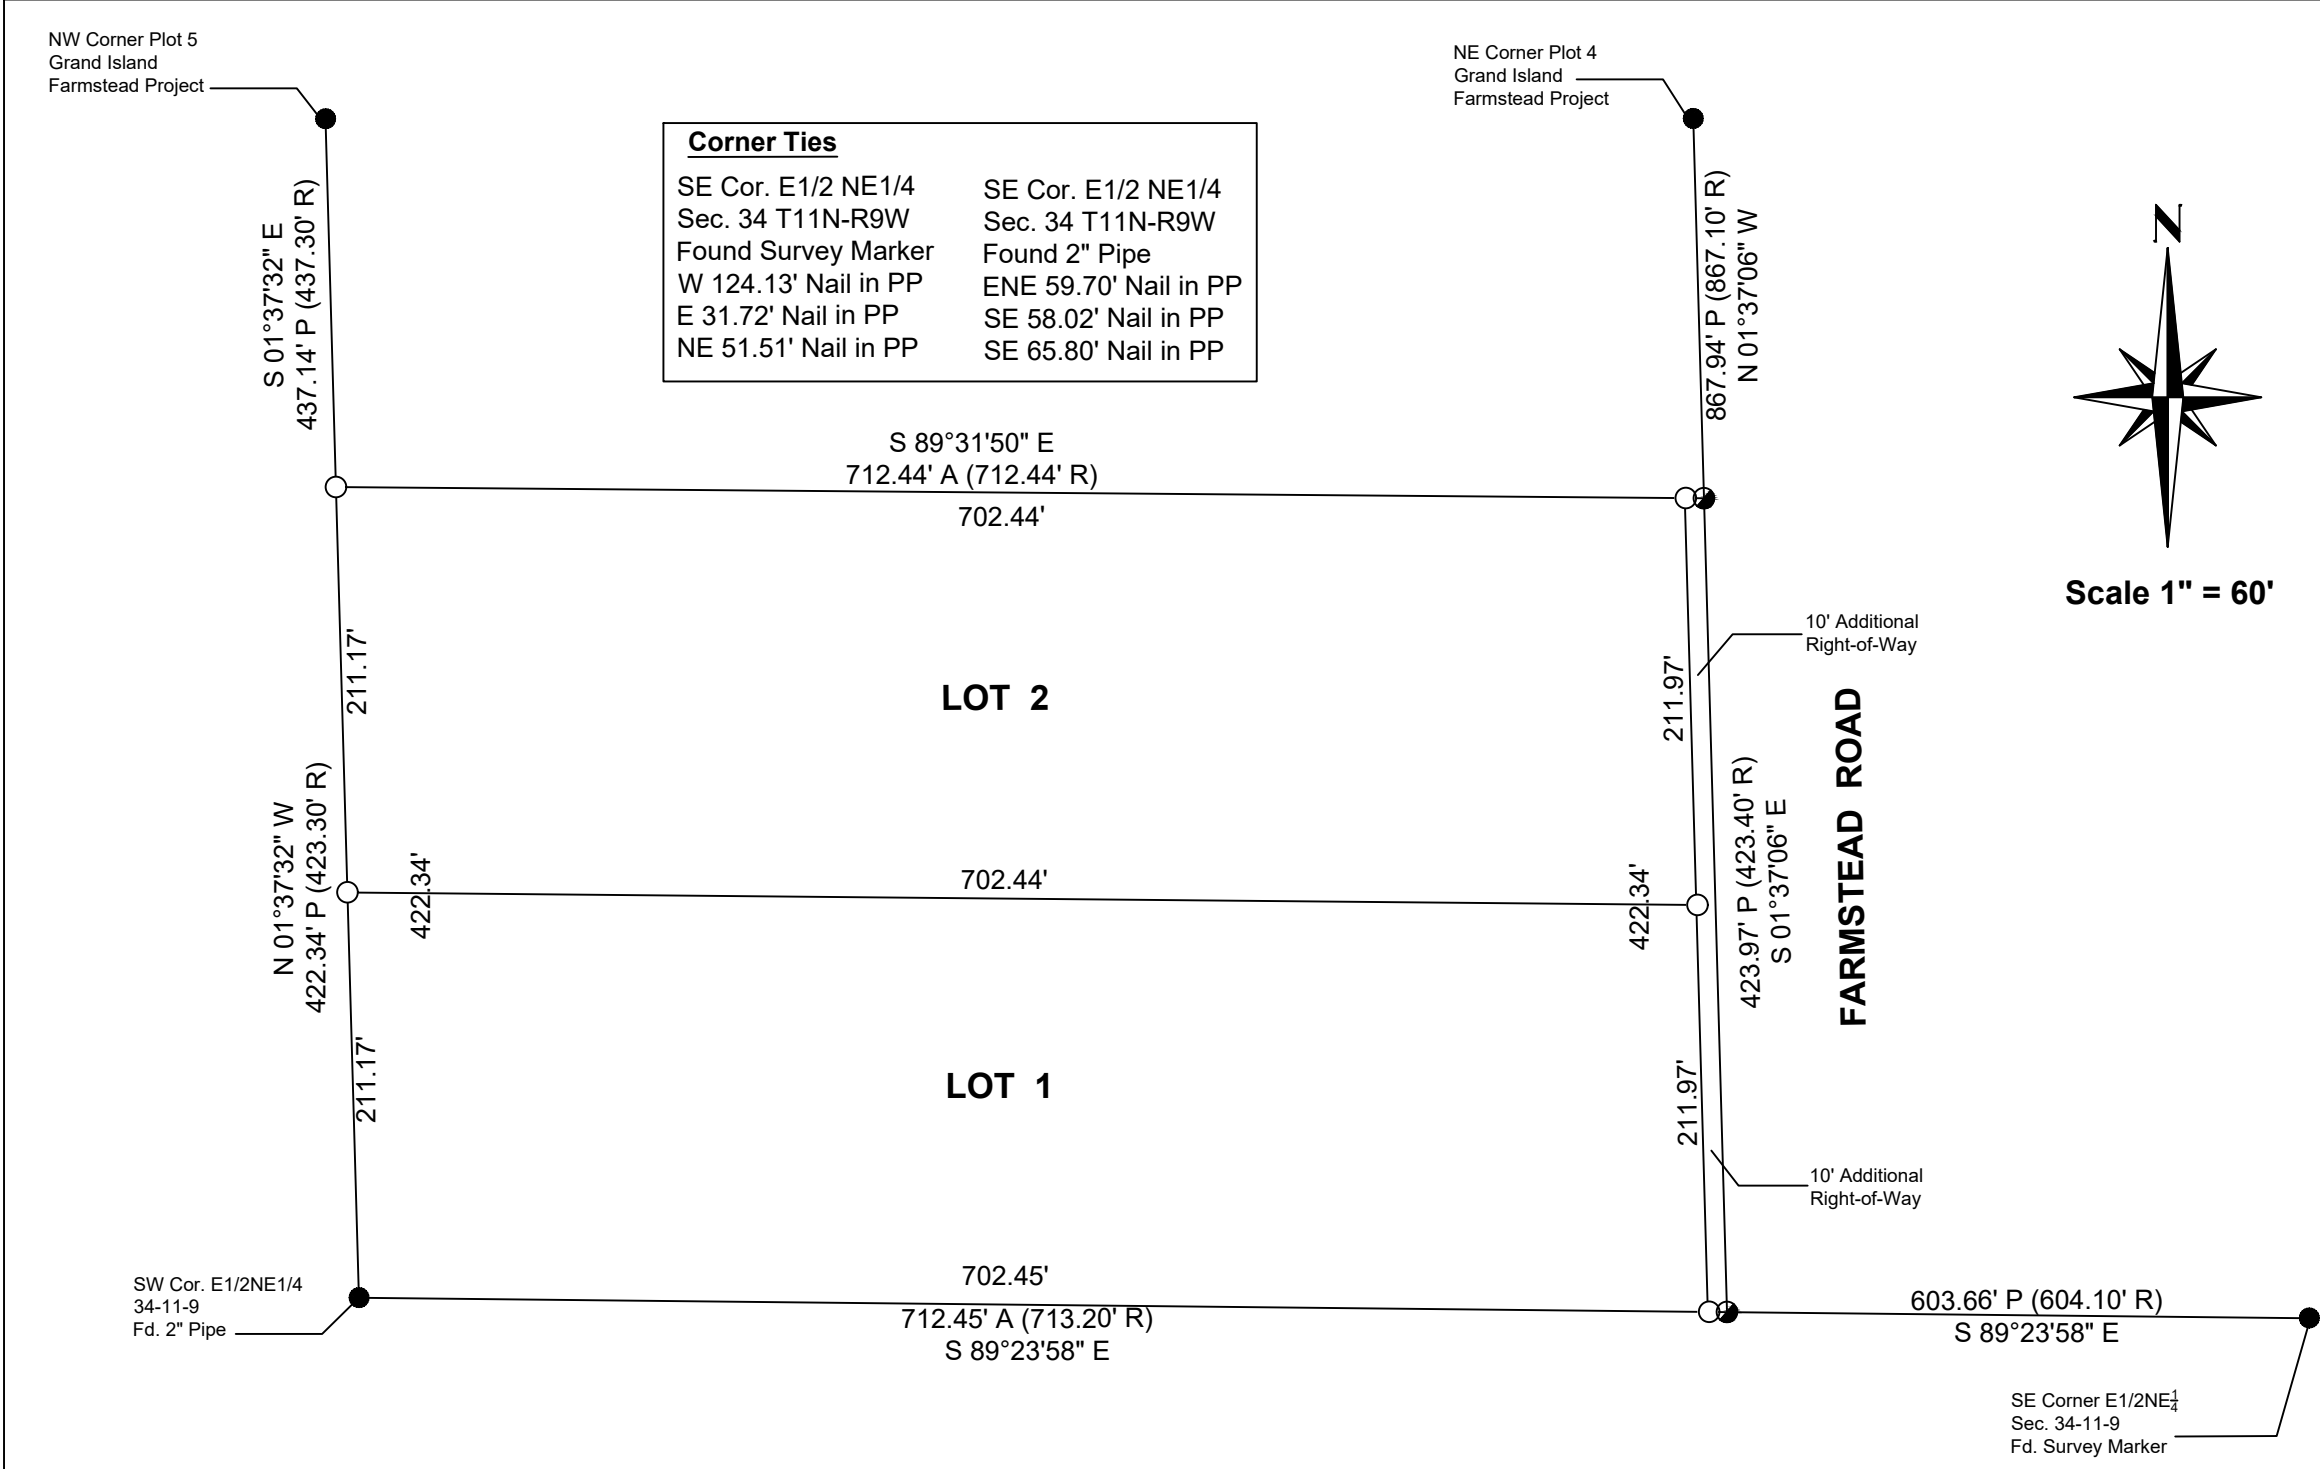 NW Corner Plot 5
Grand Island
Farmstead Project
NE Corner Plot 4
Grand Island
Farmstead Project
Corner Ties
SE Cor. E1/2 NE1/4
Sec. 34 T11N-R9W
Found Survey Marker
W 124.13' Nail in PP
E 31.72' Nail in PP
NE 51.51' Nail in PP
SE Cor. E1/2 NE1/4
Sec. 34 T11N-R9W
Found 2" Pipe
ENE 59.70' Nail in PP
SE 58.02' Nail in PP
SE 65.80' Nail in PP
S 01°37'32" E
437.14' P (437.30' R)
867.94' P (867.10' R)
N 01°37'06" W
N
Scale 1" = 60'
S 89°31'50" E
712.44' A (712.44' R)
702.44'
211.17'
LOT 2
211.97'
10' Additional
Right-of-Way
N 01°37'32" W
422.34' P (423.30' R)
422.34'
702.44'
422.34'
423.97' P (423.40' R)
S 01°37'06" E
FARMSTEAD ROAD
211.17'
LOT 1
211.97'
10' Additional
Right-of-Way
SW Cor. E1/2NE1/4
34-11-9
Fd. 2" Pipe
702.45'
712.45' A (713.20' R)
S 89°23'58" E
603.66' P (604.10' R)
S 89°23'58" E
SE Corner E1/2NE1/4
Sec. 34-11-9
Fd. Survey Marker